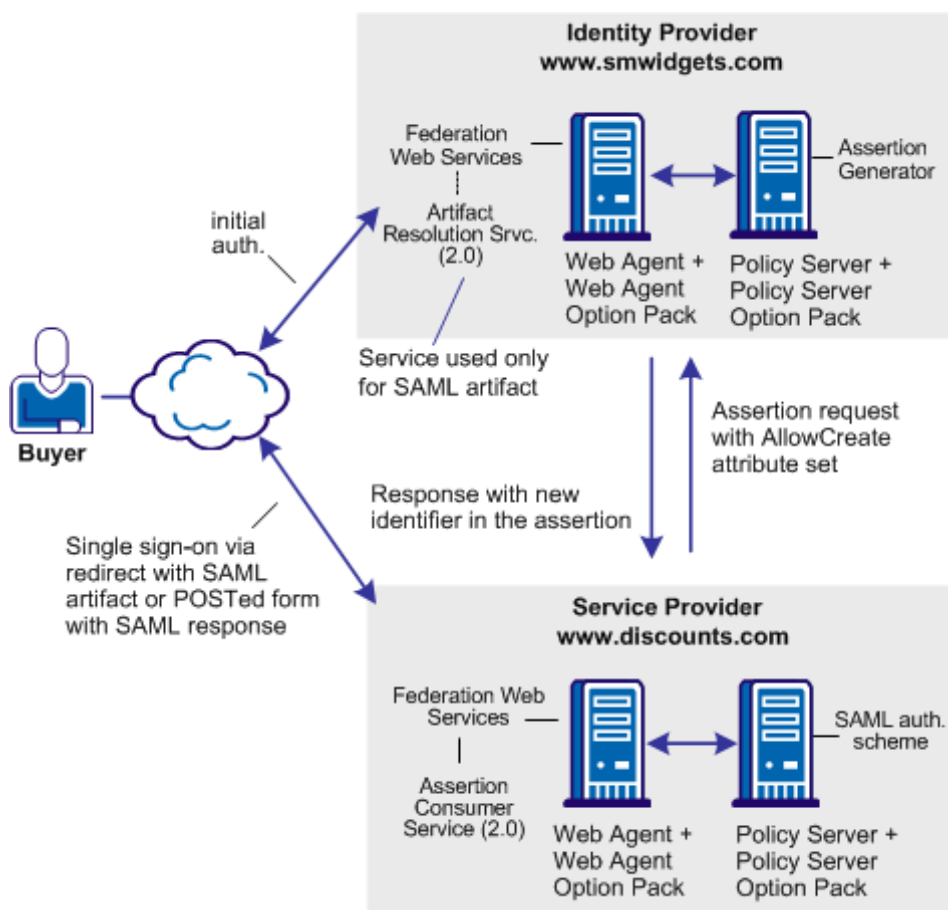 Identity Provider
www.smwidgets.com
Federation
Web Services
Artifact
Resolution Srvc.
(2.0)
Assertion
Generator
Web Agent +
Web Agent
Option Pack
Policy Server +
Policy Server
Option Pack
initial
auth.
Service used only
for SAML artifact
Buyer
Assertion request
with AllowCreate
attribute set
Response with new
identifier in the assertion
Single sign-on via
redirect with SAML
artifact or POSTed form
with SAML response
Service Provider
www.discounts.com
Federation Web
Services
Assertion
Consumer
Service (2.0)
SAML auth.
scheme
Web Agent +
Web Agent
Option Pack
Policy Server +
Policy Server
Option Pack